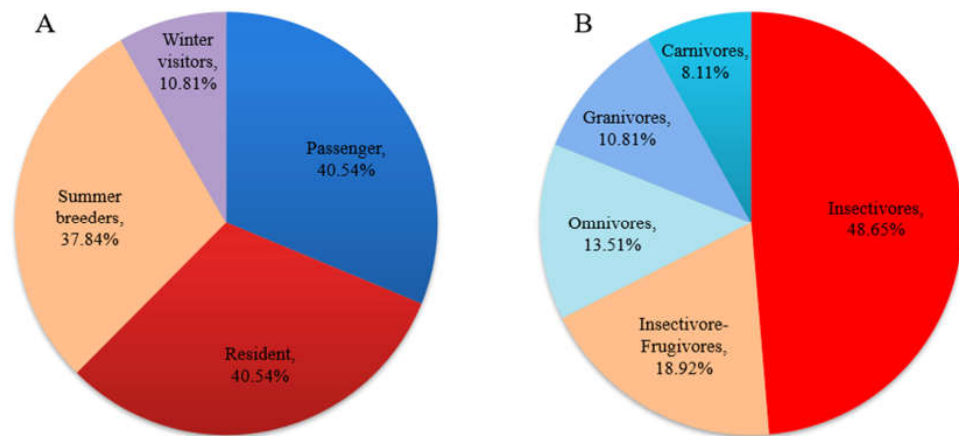 A
Winter
visitors,
10.81%
Passenger,
40.54%
Summer
breeders,
37.84%
Resident,
40.54%
B
Carnivores,
8.11%
Granivores,
10.81%
Omnivores,
13.51%
Insectivores,
48.65%
Insectivore-
Frugivores,
18.92%